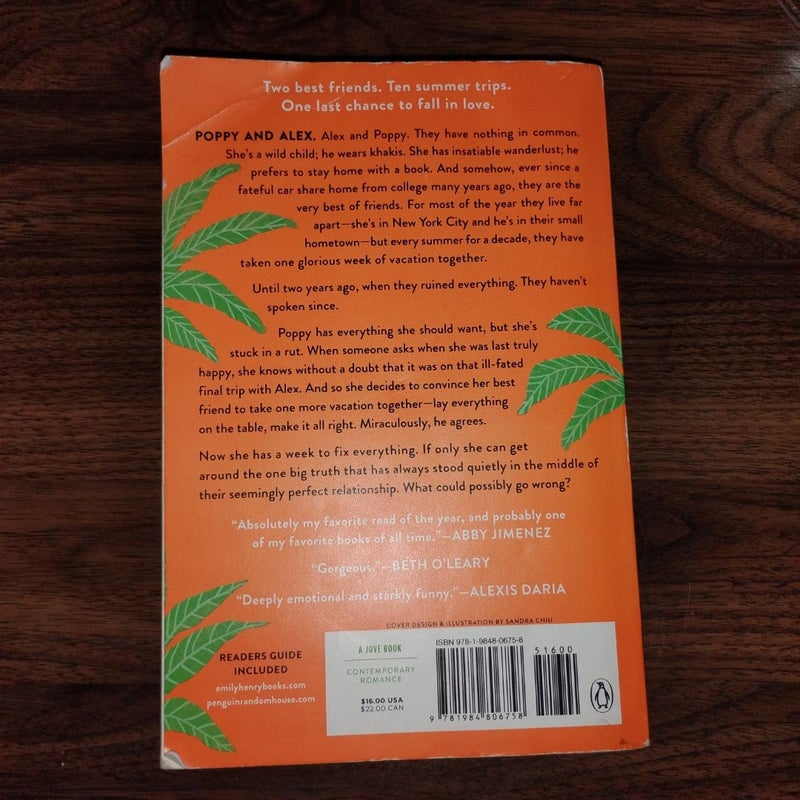 Two best friends. Ten summer trips.
One last chance to fall in love.
POPPY AND ALEX. Alex and Poppy. They have nothing in common.
She's a wild child; he wears khakis. She has insatiable wanderlust; he
prefers to stay home with a book. And somehow, ever since a
fateful car share home from college many years ago, they are the
very best of friends. For most of the year they live far
apart—she's in New York City and he's in their small
hometown—but every summer for a decade, they have
taken one glorious week of vacation together.
Until two years ago, when they ruined everything. They haven't
spoken since.
Poppy has everything she should want, but she's
stuck in a rut. When someone asks when she was last truly
happy, she knows without a doubt that it was on that ill-fated
final trip with Alex. And so she decides to convince her best
friend to take one more vacation together—lay everything
on the table, make it all right. Miraculously, he agrees.
Now she has a week to fix everything. If only she can get
around the one big truth that has always stood quietly in the middle of
their seemingly perfect relationship. What could possibly go wrong?
"Absolutely my favorite read of the year, and probably one
of my favorite books of all time."—ABBY JIMENEZ
"Gorgeous."—BETH O'LEARY
"Deeply emotional and starkly funny."—ALEXIS DARIA
COVER DESIGN & ILLUSTRATION BY SANDRA CHIU
READERS GUIDE
INCLUDED
emilyhenrybooks.com
penguinrandomhouse.com
A JOVE BOOK
CONTEMPORARY
ROMANCE
$16.00 USA
$22.00 CAN
ISBN 978-1-9848-0675-8
51600
9 781984 806758